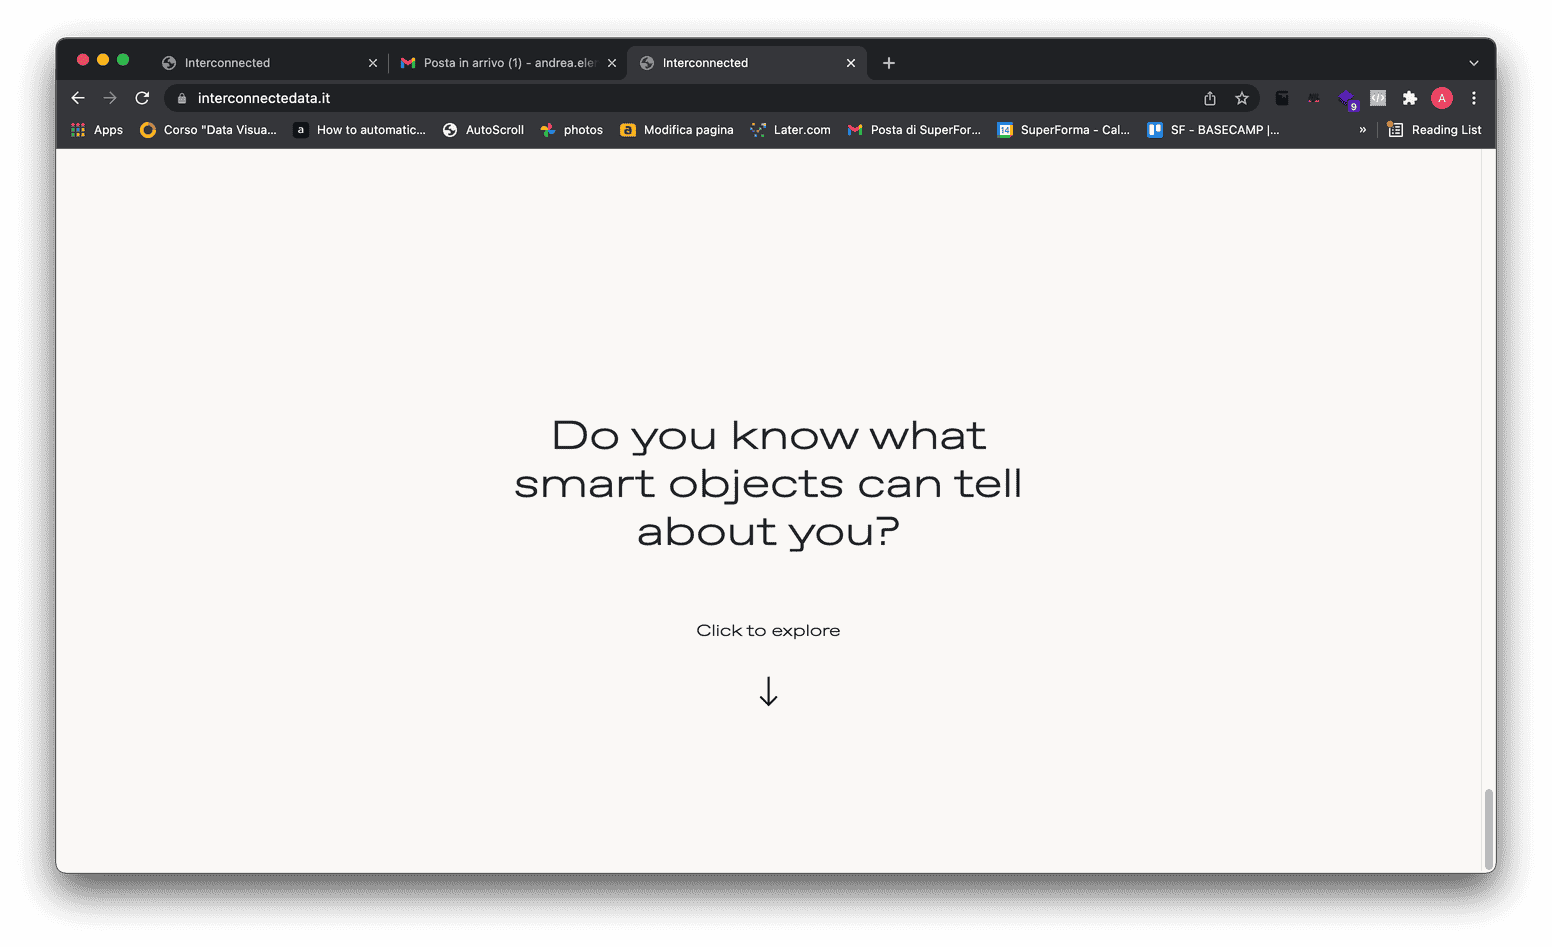 Interconnected
Posta in arrivo (1) - andrea.ele
Interconnected
interconnectedata.it
9
A
Apps
Corso "Data Visua...
a
How to automatic...
AutoScroll
photos
a
Modifica pagina
Later.com
Posta di SuperFor...
14
SuperForma - Cal...
SF - BASECAMP |...
»
Reading List
Do you know what
smart objects can tell
about you?
Click to explore